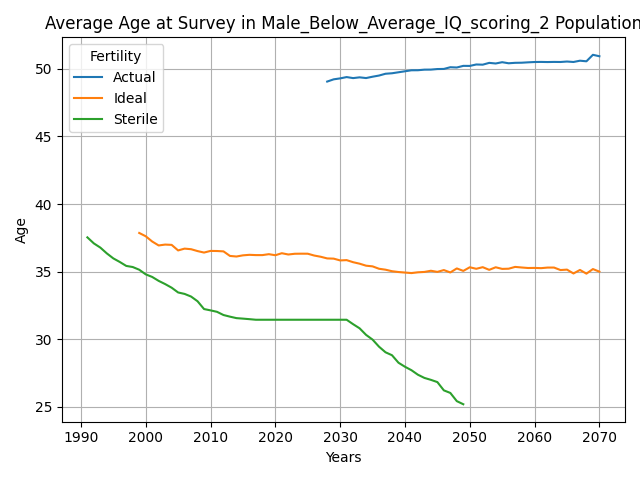 Average Age at Survey in Male_Below_Average_IQ_scoring_2 Population
Fertility
Actual
Ideal
Sterile
Age
50
45
40
35
30
25
1990 2000 2010 2020 2030 2040 2050 2060 2070
Years